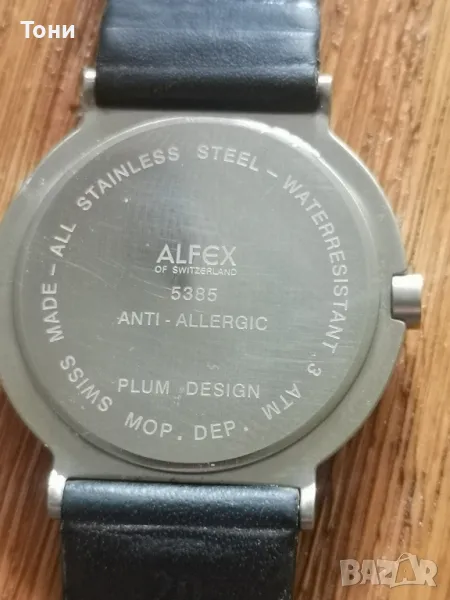 Тони
SWISS MADE - ALL STAINLESS STEEL - WATERRESISTANT 3 ATM
ALFEX
OF SWITZERLAND
5385
ANTI - ALLERGIC
PLUM DESIGN
MOP. DEP.
BAZAR